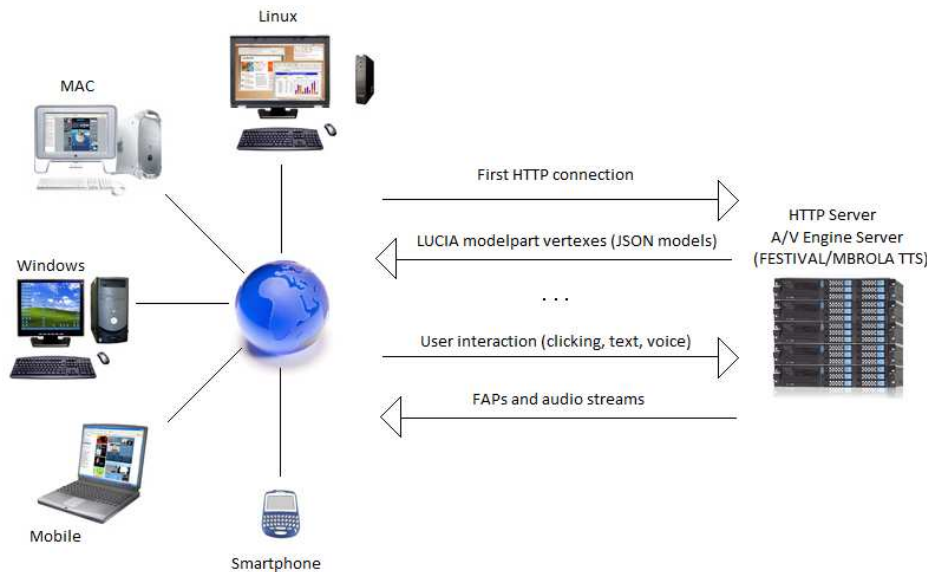 Linux
MAC
First HTTP connection
HTTP Server
A/V Engine Server
(FESTIVAL/MBROLA TTS)
LUCIA modelpart vertexes (JSON models)
Windows
. . .
User interaction (clicking, text, voice)
FAPs and audio streams
Mobile
Smartphone